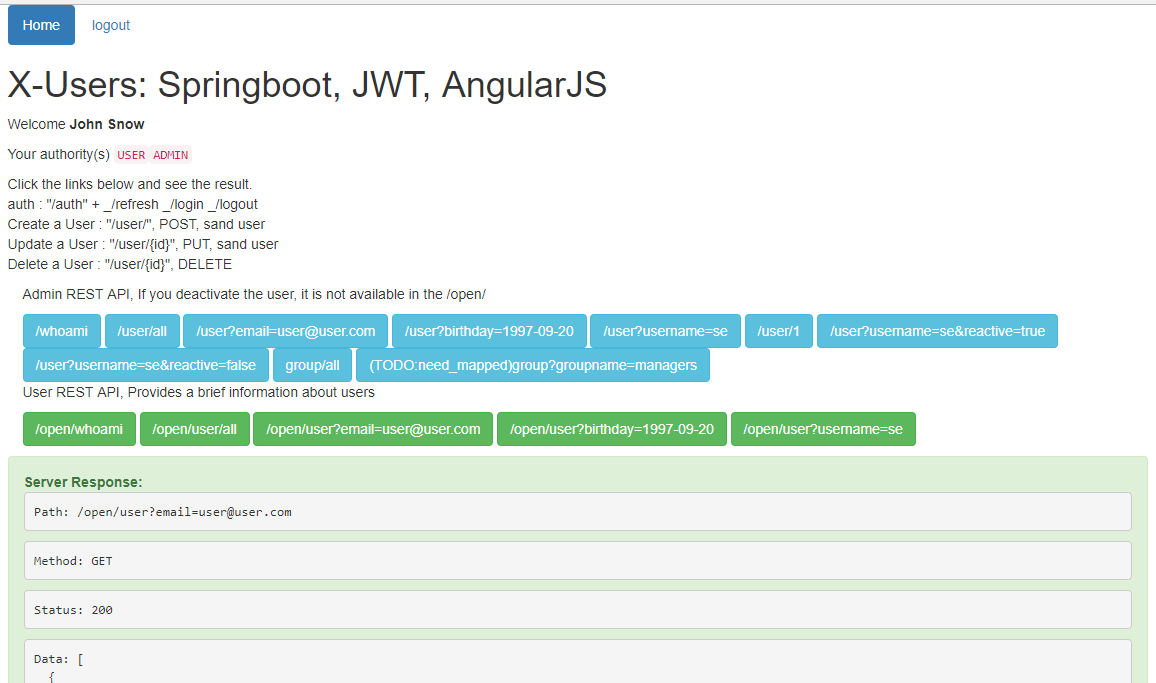 Home logout
X-Users: Springboot, JWT, AngularJS
Welcome John Snow
Your authority(s) USER ADMIN
Click the links below and see the result.
auth : "/auth" + _/refresh _/login _/logout
Create a User : "/user/", POST, sand user
Update a User : "/user/{id}", PUT, sand user
Delete a User : "/user/{id}", DELETE
Admin REST API, If you deactivate the user, it is not available in the /open/
/whoami /user/all /user?email=user@user.com /user?birthday=1997-09-20 /user?username=se /user/1 /user?username=se&reactive=true
/user?username=se&reactive=false group/all (TODO:need_mapped)group?groupname=managers
User REST API, Provides a brief information about users
/open/whoami /open/user/all /open/user?email=user@user.com /open/user?birthday=1997-09-20 /open/user?username=se
Server Response:
Path: /open/user?email=user@user.com
Method: GET
Status: 200
Data: [
{